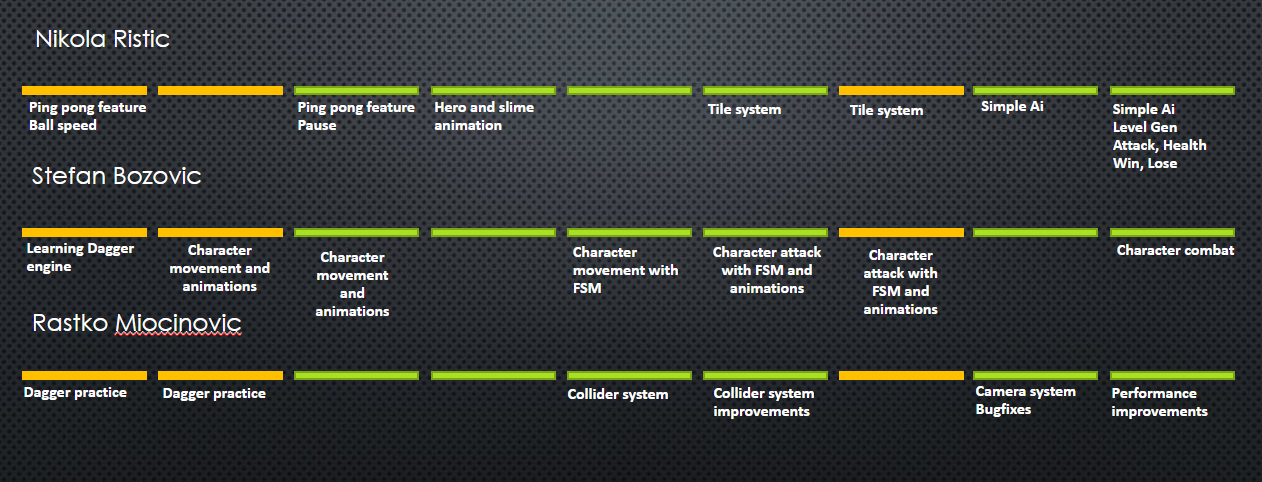 Nikola Ristic
Ping pong feature
Ball speed
Ping pong feature
Pause
Hero and slime
animation
Tile system
Tile system
Simple Ai
Simple Ai
Level Gen
Attack, Health
Win, Lose
Stefan Bozovic
Learning Dagger
engine
Character
movement and
animations
Character
movement
and
animations
Character
movement with
FSM
Character attack
with FSM and
animations
Character
attack with
FSM and
animations
Character combat
Rastko Miocinovic
Dagger practice
Dagger practice
Collider system
Collider system
improvements
Camera system
Bugfixes
Performance
improvements